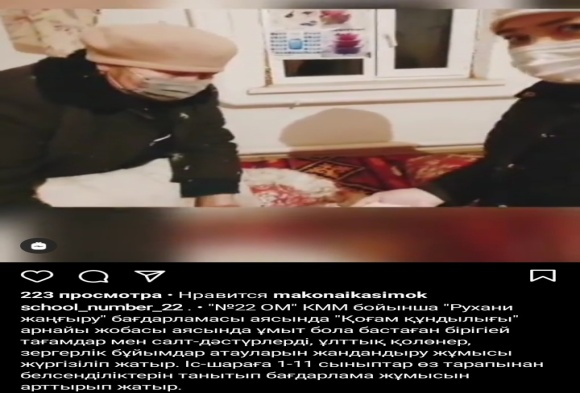 223 просмотра • Нравится makonaikasimok
school_number_22 . • "№22 ОМ" КММ бойынша "Рухани
жаңғыру" бағдарламасы аясында "Қоғам құндылығы"
арнайы жобасы аясында ұмыт бола бастаған бірігіей
тағамдар мен салт-дәстүрлерді, ұлттық қолөнер,
зергерлік бұйымдар атауларын жандандыру жұмысы
жүргізіліп жатыр. Іс-шараға 1-11 сыныптар өз тарапынан
белсенділіктерін танытып бағдарлама жұмысын
арттырып жатыр.